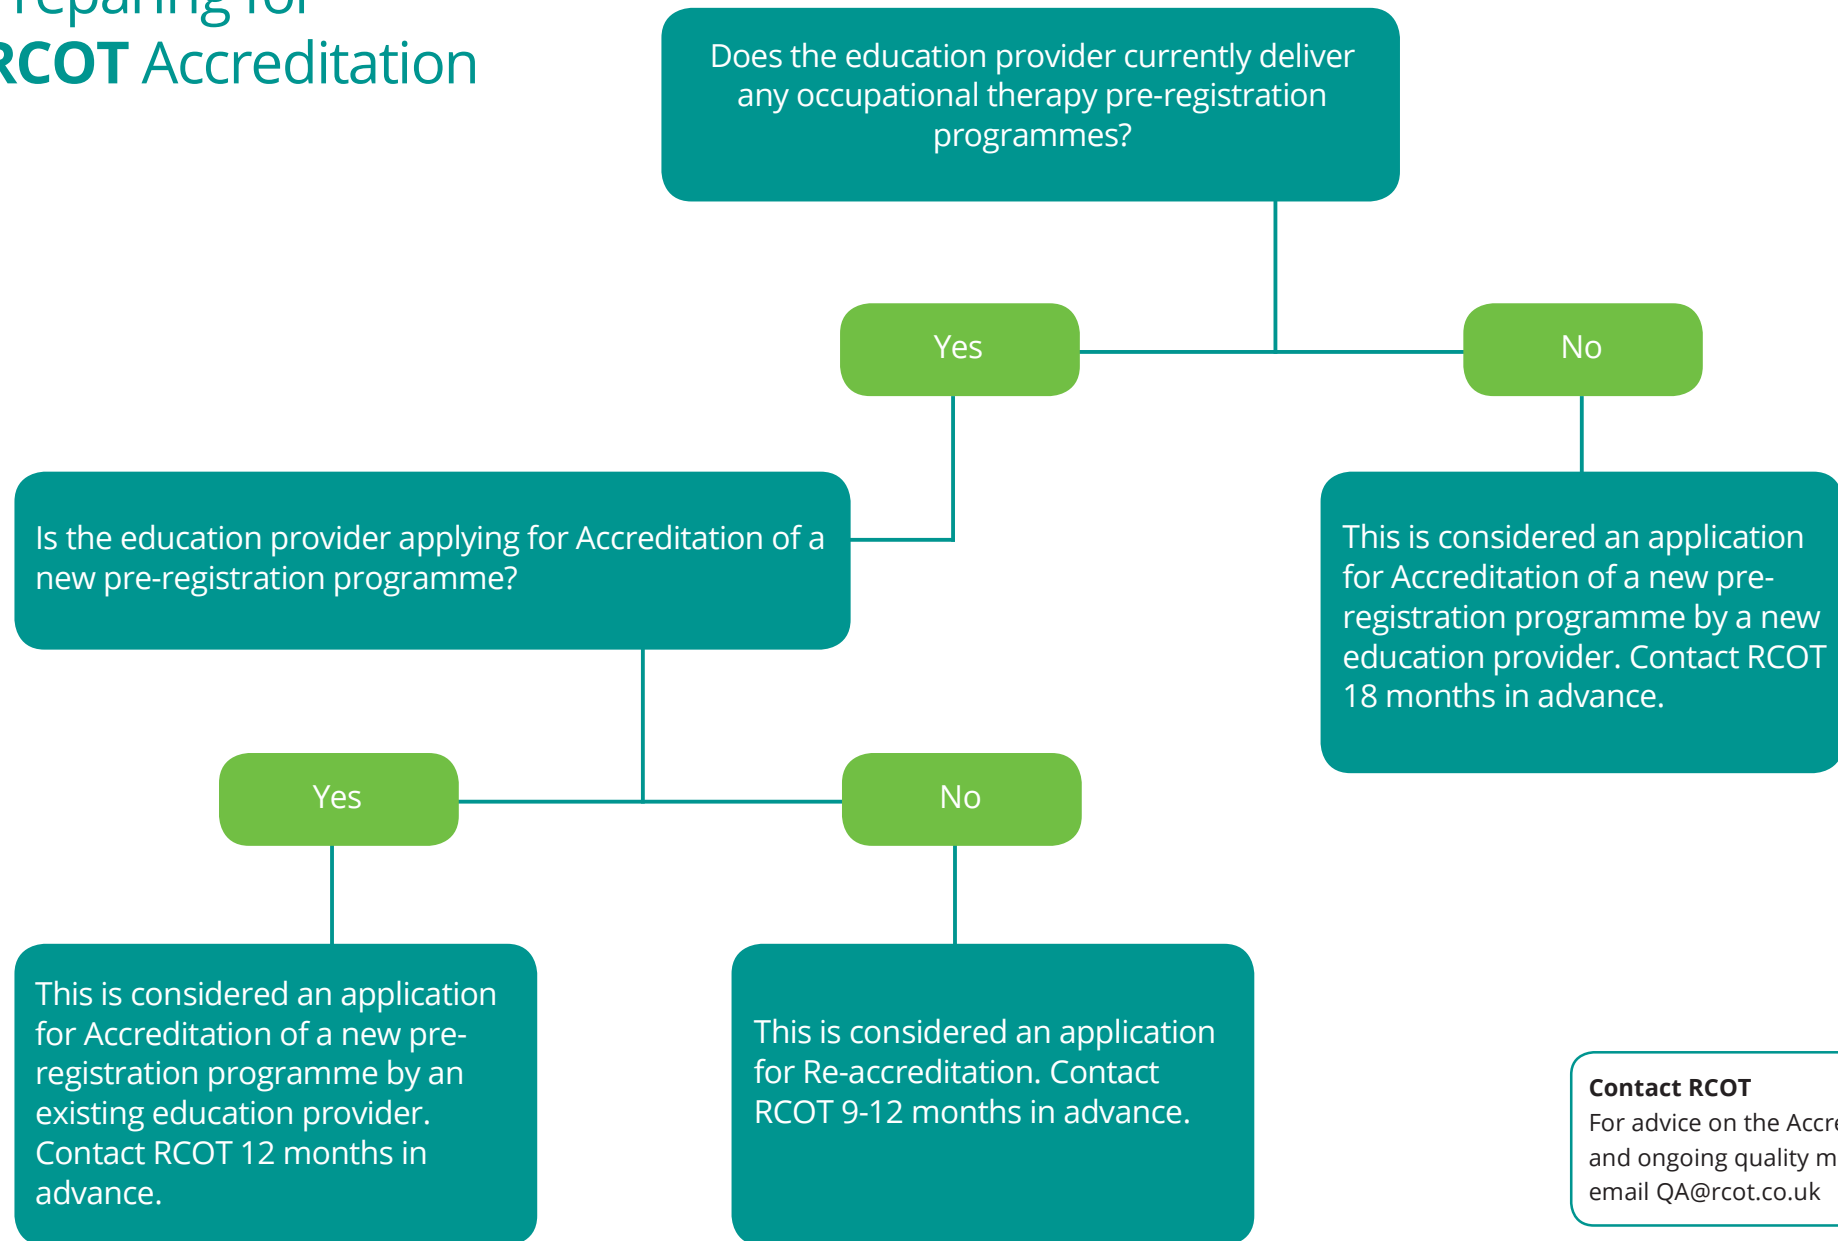 reparing for
RCOT Accreditation
Does the education provider currently deliver
any occupational therapy pre-registration
programmes?
Yes
No
Is the education provider applying for Accreditation of a
new pre-registration programme?
This is considered an application
for Accreditation of a new pre-
registration programme by a new
education provider. Contact RCOT
18 months in advance.
Yes
No
This is considered an application
for Accreditation of a new pre-
registration programme by an
existing education provider.
Contact RCOT 12 months in
advance.
This is considered an application
for Re-accreditation. Contact
RCOT 9-12 months in advance.
Contact RCOT
For advice on the Accre
and ongoing quality m
email QA@rcot.co.uk